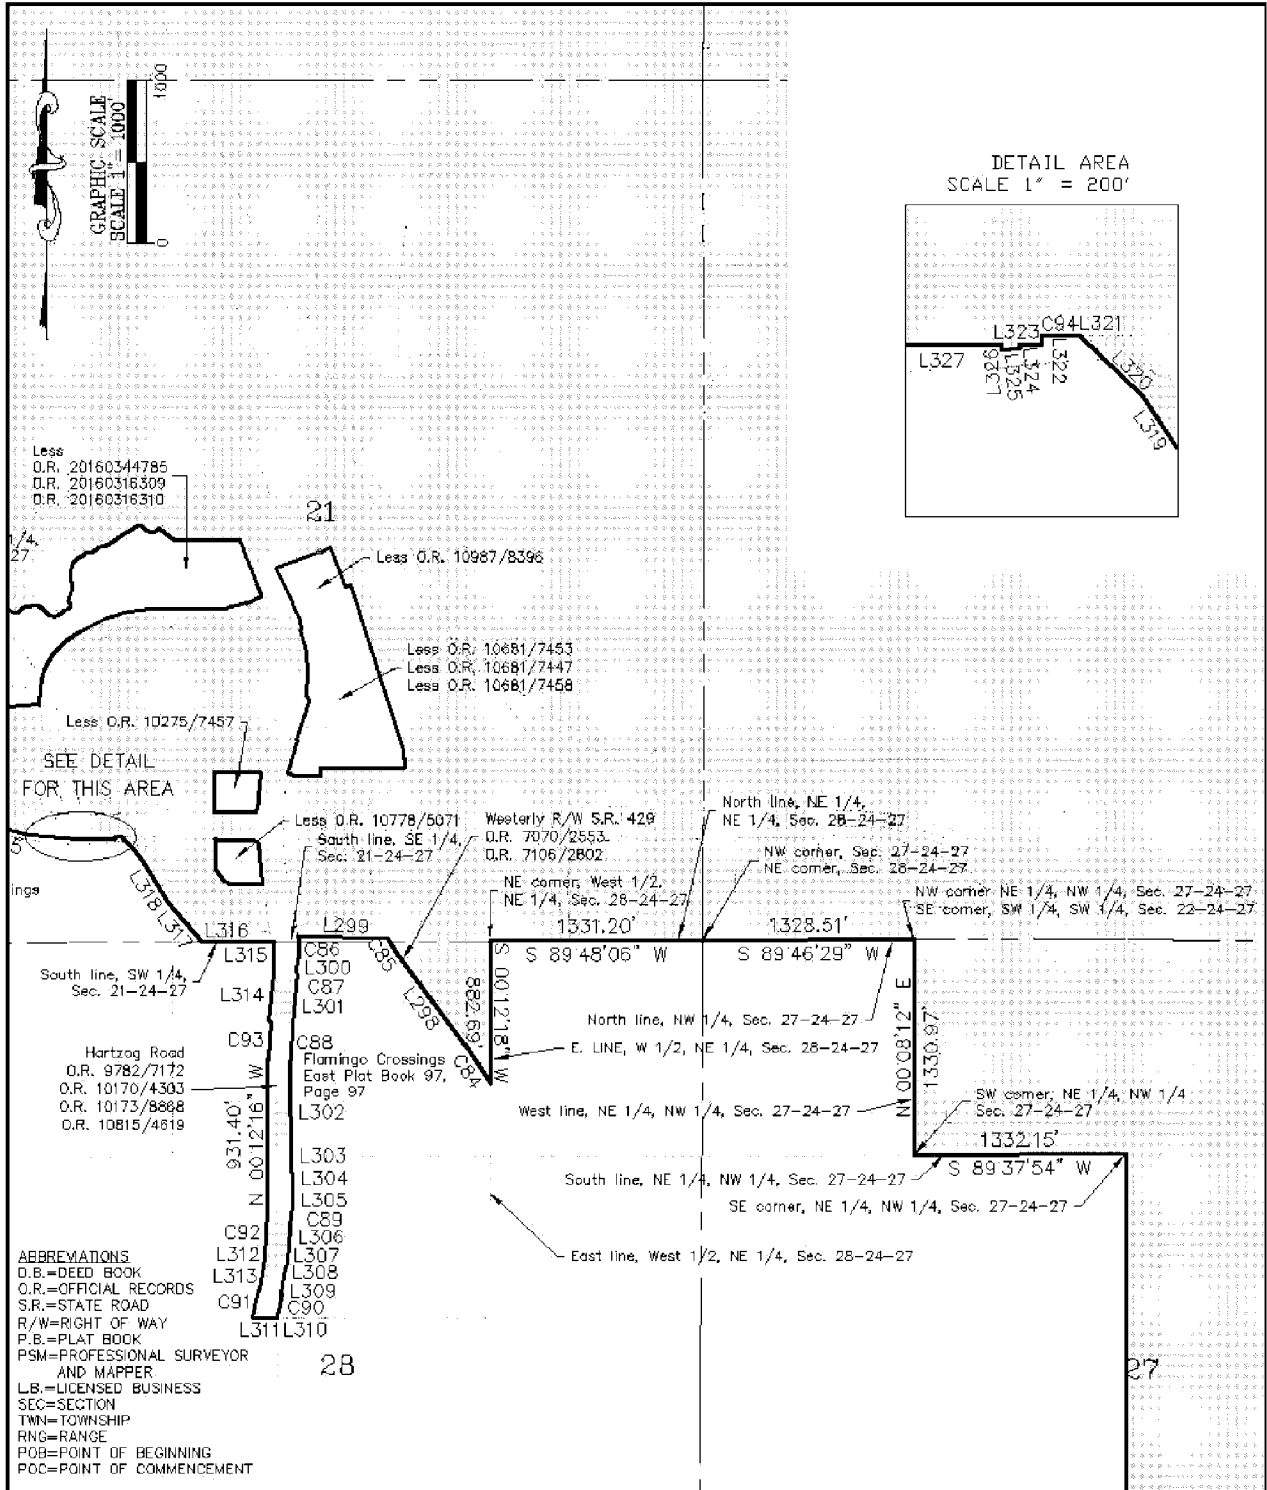 GRAPHIC SCALE
SCALE 1" = 1000'
0
1000
DETAIL AREA
SCALE 1" = 200'
L323
C94
L321
L327
L326
L325
L324
L322
L320
L319
Less
O.R. 20160344785
O.R. 20160316309
O.R. 20160316310
21
1/4,
27
Less O.R. 10987/8396
Less O.R. 10681/7453
Less O.R. 10681/7447
Less O.R. 10681/7458
Less O.R. 10275/7457
SEE DETAIL
FOR THIS AREA
Less O.R. 10778/5071
South line, SE 1/4,
Sec. 21-24-27
Westerly R/W S.R. 429
O.R. 7070/2553
O.R. 7106/2802
North line, NE 1/4,
NE 1/4, Sec. 28-24-27
NW corner, Sec. 27-24-27
NE corner, Sec. 28-24-27
NE corner, West 1/2,
NE 1/4, Sec. 28-24-27
NW corner NE 1/4, NW 1/4, Sec. 27-24-27
SE corner, SW 1/4, SW 1/4, Sec. 22-24-27
ings
L318
L317
L316
L315
L299
C86
C85
L300
C87
L301
L298
C84
1331.20'
S 89°48'06" W
1328.51'
S 89°46'29" W
S 00°12'18" W
882.69'
South line, SW 1/4,
Sec. 21-24-27
L314
C93
C88
Hartzog Road
O.R. 9782/7172
O.R. 10170/4303
O.R. 10173/8868
O.R. 10815/4619
Flamingo Crossings
East Plat Book 97,
Page 97
North line, NW 1/4, Sec. 27-24-27
E. LINE, W 1/2, NE 1/4, Sec. 28-24-27
N 00°08'12" E
1330.97'
West line, NE 1/4, NW 1/4, Sec. 27-24-27
SW corner, NE 1/4, NW 1/4
Sec. 27-24-27
1332.15'
S 89°37'54" W
South line, NE 1/4, NW 1/4, Sec. 27-24-27
SE corner, NE 1/4, NW 1/4, Sec. 27-24-27
931.40'
N 00°12'16" W
L302
L303
L304
L305
C89
L306
L307
L308
L309
C90
C92
L312
L313
C91
L311
L310
East line, West 1/2, NE 1/4, Sec. 28-24-27
28
27
ABBREVIATIONS
D.B.=DEED BOOK
O.R.=OFFICIAL RECORDS
S.R.=STATE ROAD
R/W=RIGHT OF WAY
P.B.=PLAT BOOK
PSM=PROFESSIONAL SURVEYOR
AND MAPPER
L.B.=LICENSED BUSINESS
SEC=SECTION
TWN=TOWNSHIP
RNG=RANGE
POB=POINT OF BEGINNING
POC=POINT OF COMMENCEMENT